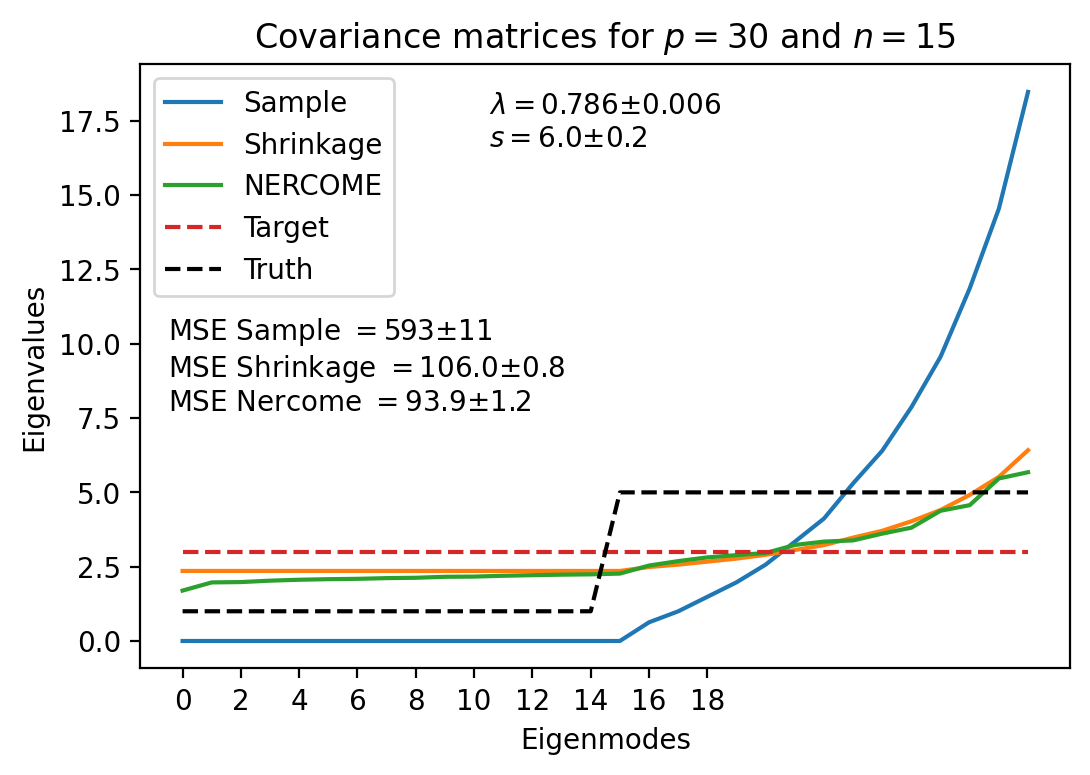 Covariance matrices for p = 30 and n = 15
Sample
Shrinkage
NERCOME
Target
Truth
λ = 0.786±0.006
s = 6.0±0.2
MSE Sample = 593±11
MSE Shrinkage = 106.0±0.8
MSE Nercome = 93.9±1.2
Eigenvalues
17.5
15.0
12.5
10.0
7.5
5.0
2.5
0.0
0 2 4 6 8 10 12 14 16 18
Eigenmodes